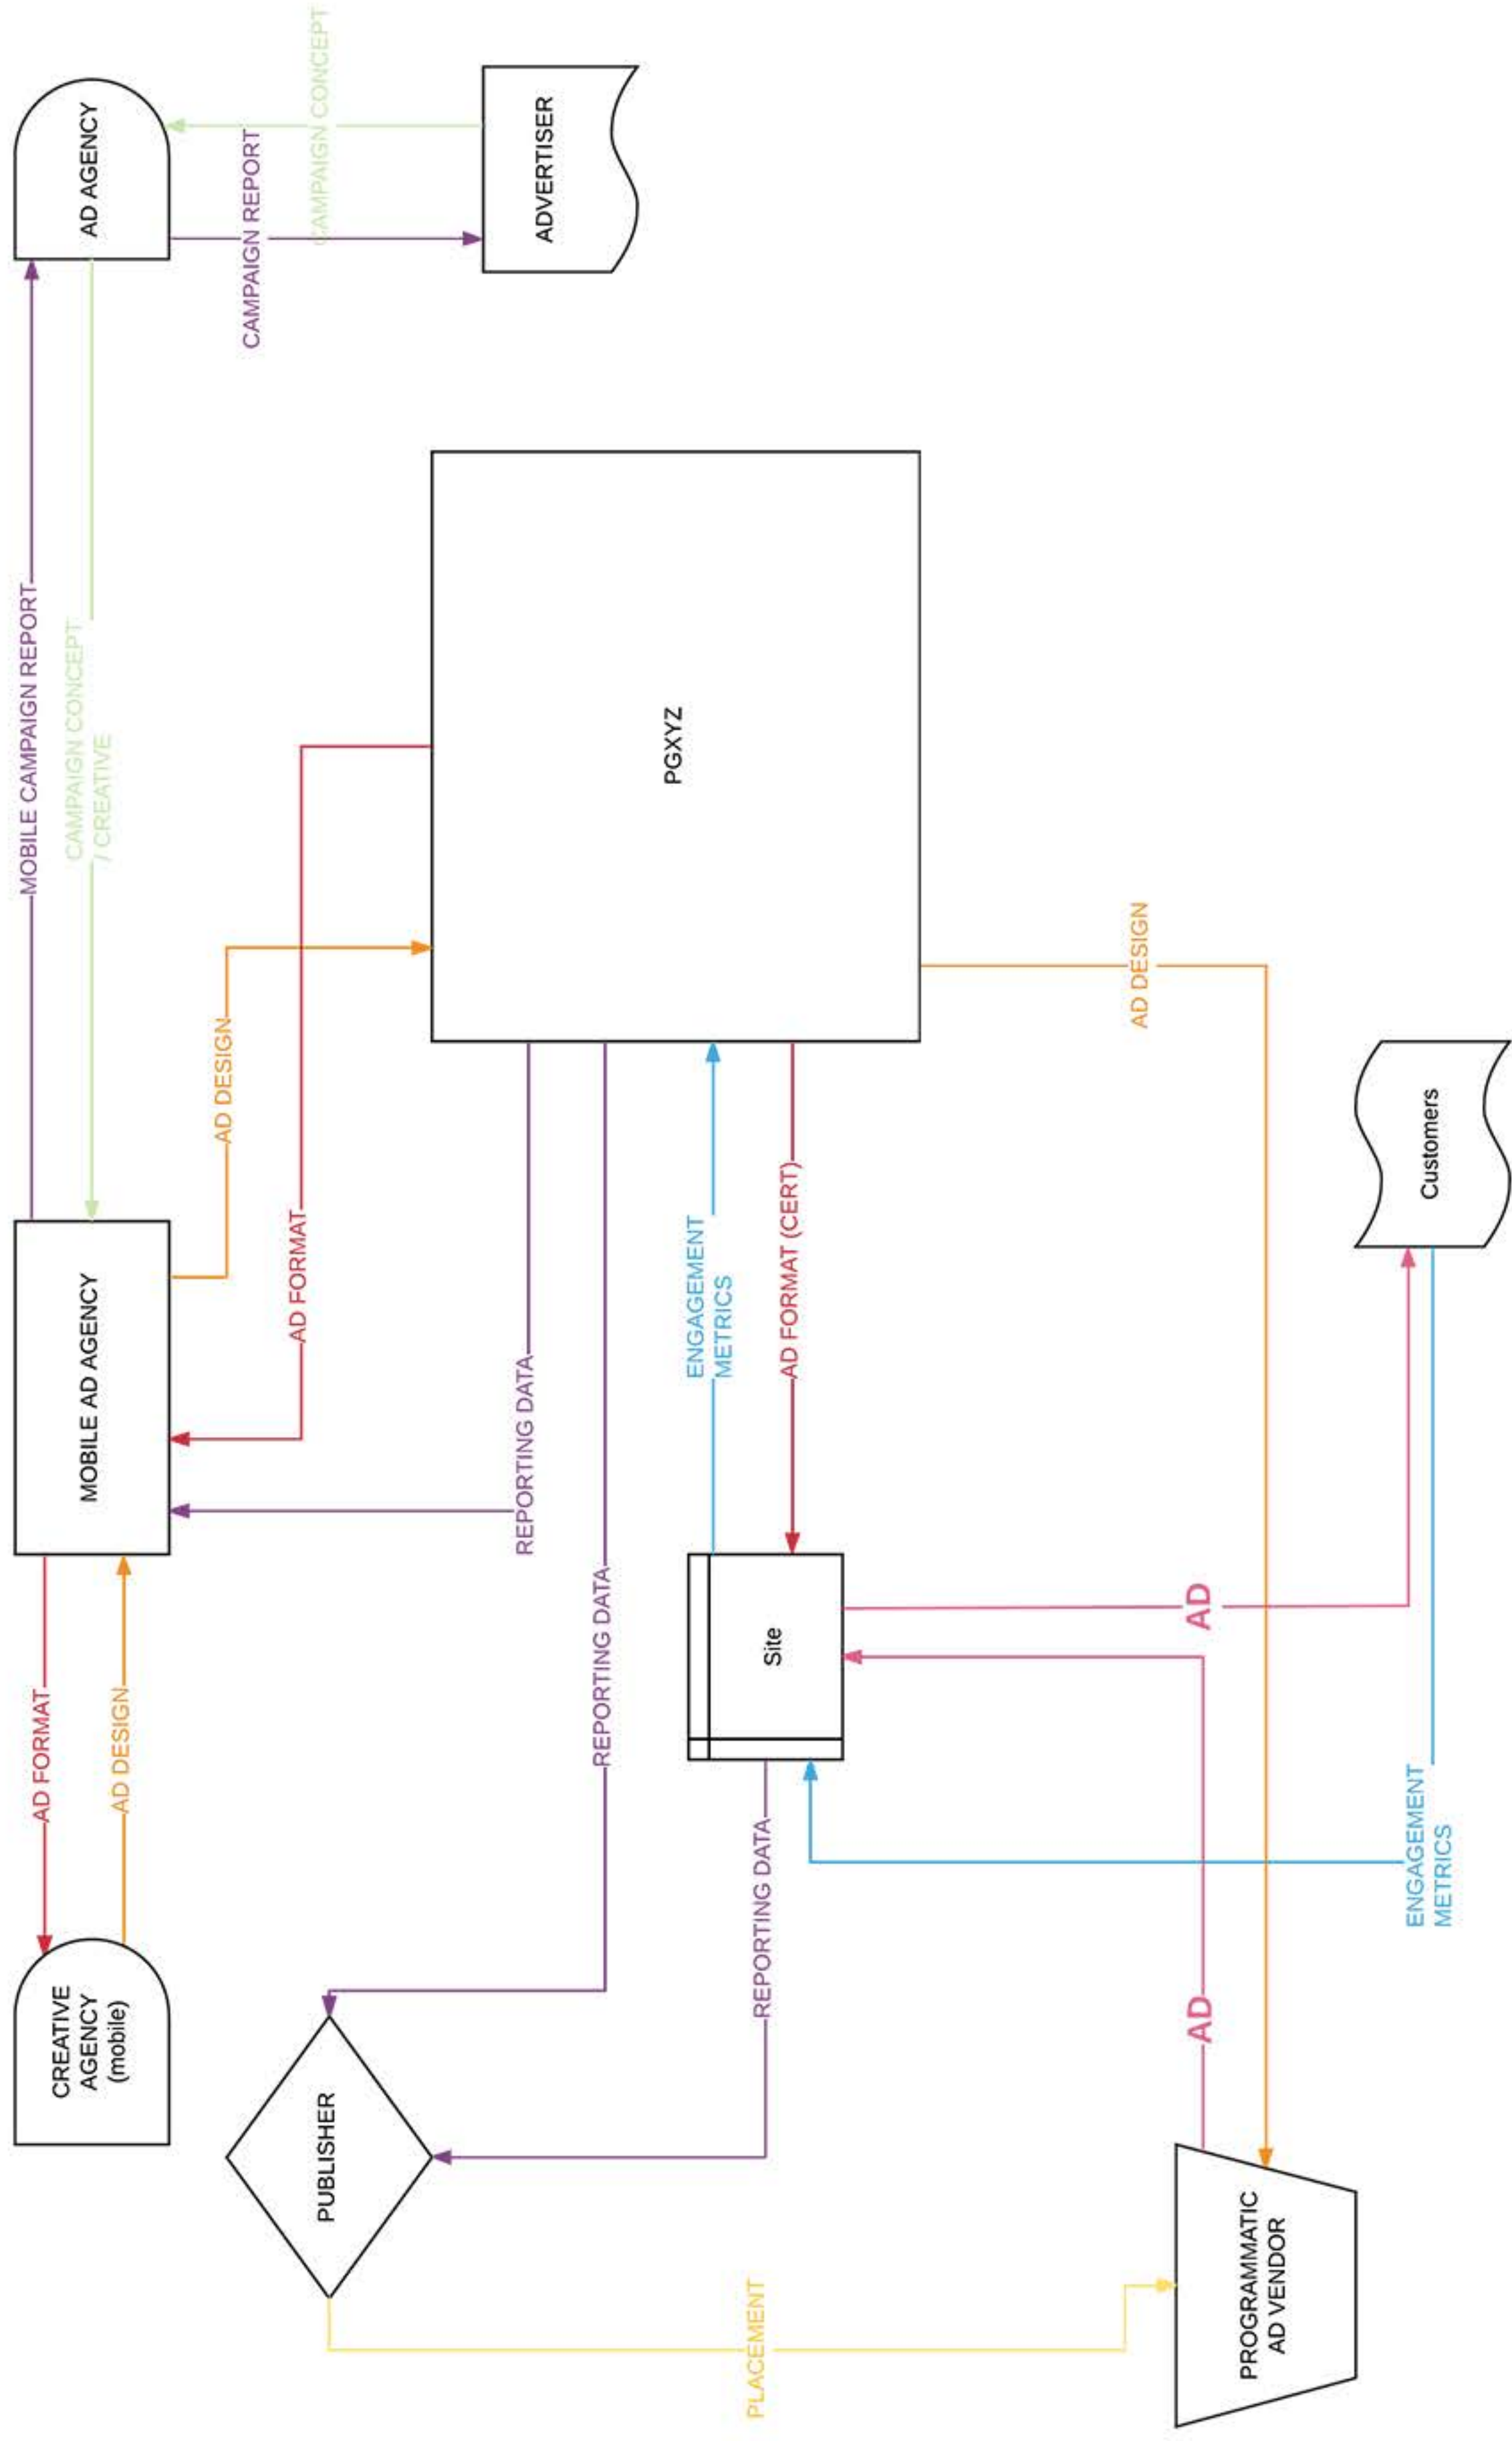 CREATIVE
AGENCY
(mobile)
AD FORMAT
AD DESIGN
MOBILE AD AGENCY
MOBILE CAMPAIGN REPORT
CAMPAIGN CONCEPT
/ CREATIVE
AD AGENCY
AD DESIGN
CAMPAIGN REPORT
AD FORMAT
CAMPAIGN CONCEPT
PUBLISHER
REPORTING DATA
ADVERTISER
REPORTING DATA
PGXYZ
ENGAGEMENT
METRICS
PLACEMENT
REPORTING DATA
Site
AD FORMAT (CERT)
AD DESIGN
AD
AD
PROGRAMMATIC
AD VENDOR
ENGAGEMENT
METRICS
Customers